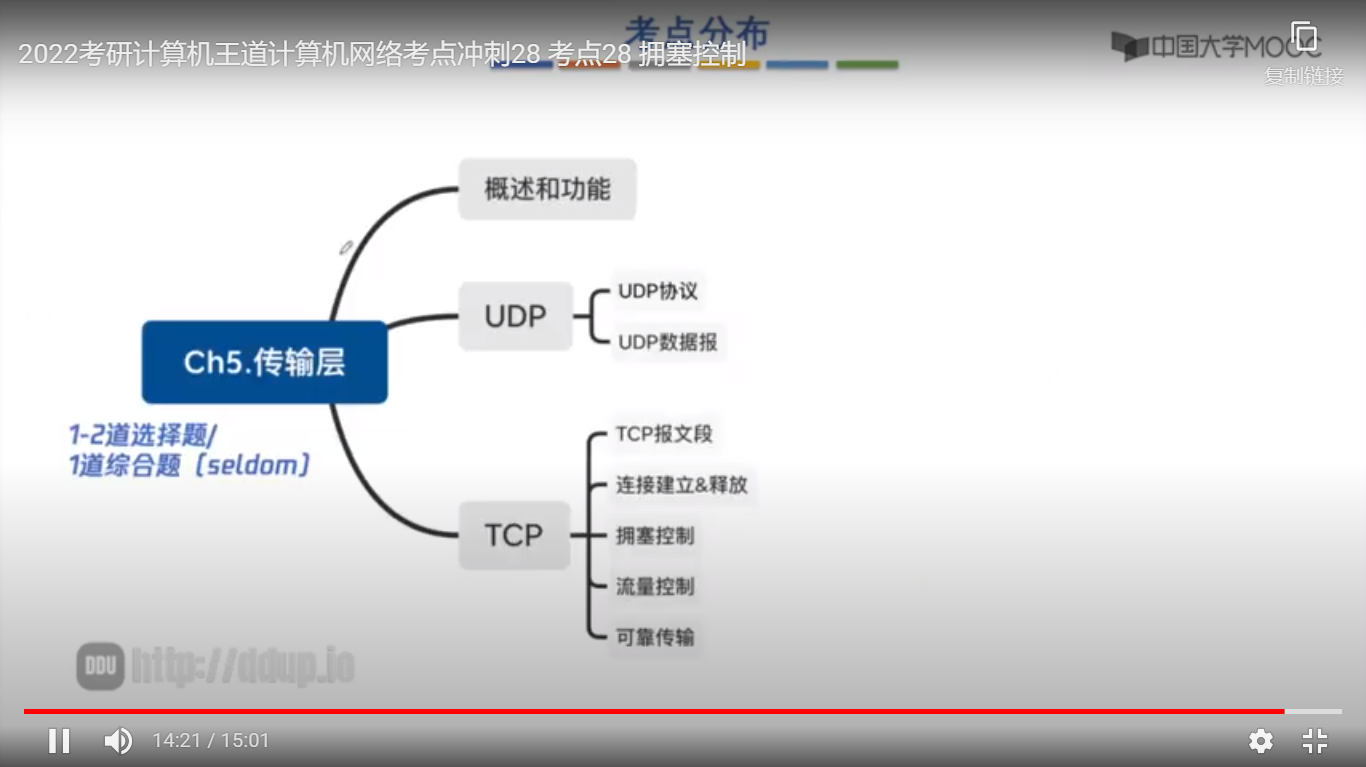 考点分布
2022考研计算机王道计算机网络考点冲刺28 考点28 拥塞控制
中国大学MOOC
复制链接
概述和功能
UDP协议
UDP
UDP数据报
Ch5.传输层
1-2道选择题/
1道综合题（seldom）
TCP报文段
连接建立&释放
TCP
拥塞控制
流量控制
可靠传输
DDU http://ddup.io
14:21 / 15:01